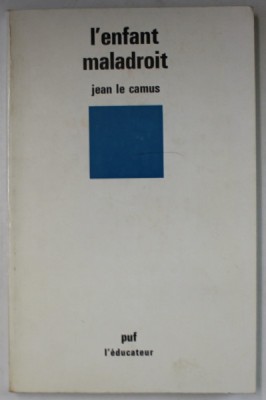 l'enfant
maladroit
jean le camus
puf
l'éducateur